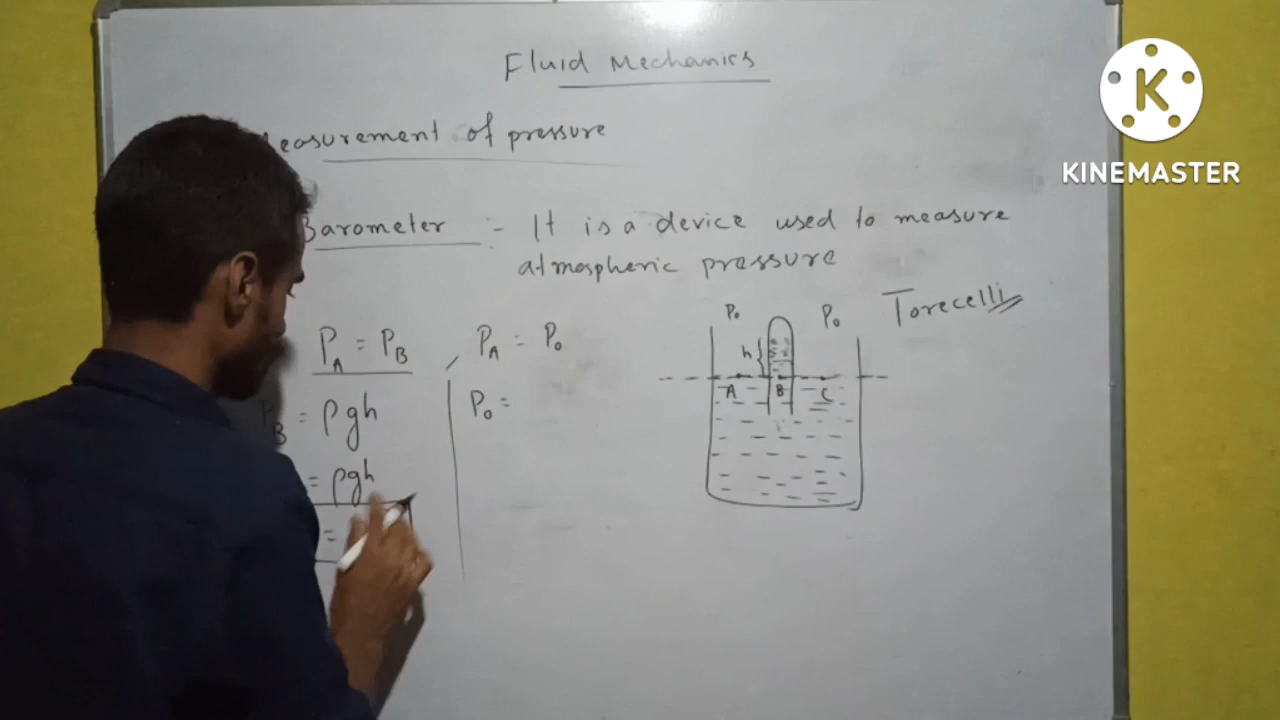 Fluid Mechanics
easurement of pressure
Barometer :- It is a device used to measure
atmospheric pressure
Torecelli
P₀ P₀
h
A B C
P_A = P_B , P_A = P₀
P_B = ρgh P₀ =
= ρgh
=
K
KINEMASTER